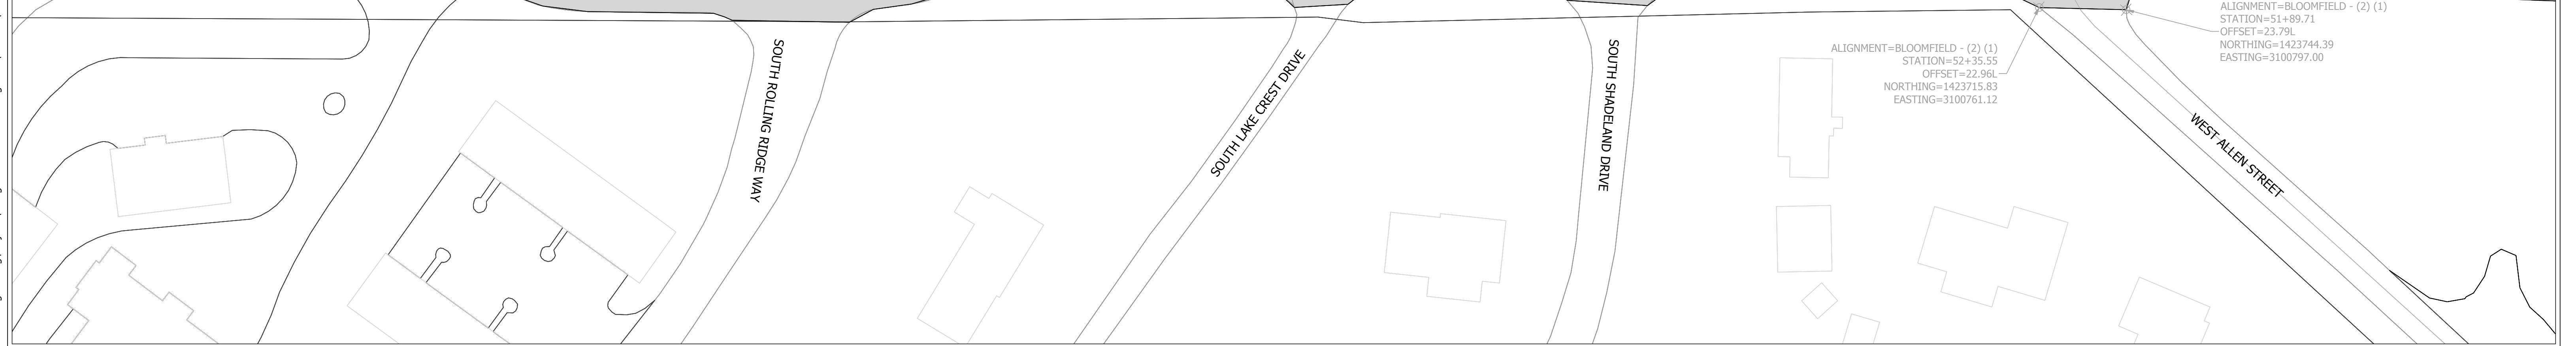 SOUTH ROLLING RIDGE WAY
SOUTH LAKE CREST DRIVE
SOUTH SHADELAND DRIVE
ALIGNMENT=BLOOMFIELD - (2) (1)
STATION=52+35.55
OFFSET=22.96L
NORTHING=1423715.83
EASTING=3100761.12
WEST ALLEN STREET
ALIGNMENT=BLOOMFIELD - (2) (1)
STATION=51+89.71
OFFSET=23.79L
NORTHING=1423744.39
EASTING=3100797.00